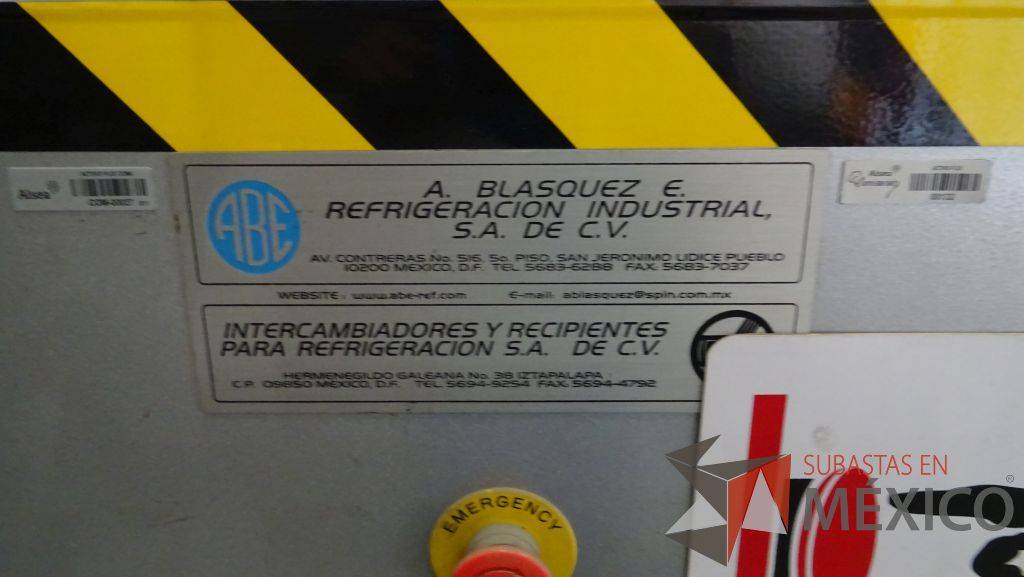 Alsea
A. BLASQUEZ E.
REFRIGERACION INDUSTRIAL,
S.A. DE C.V.
ABE
AV. CONTRERAS No. 516, 5o. PISO, SAN JERONIMO LIDICE PUEBLO
10200 MEXICO, D.F. TEL. 5683-6288 FAX. 5683-7037
WEBSITE : www.abe-ref.com E-mail: ablasquez@spin.com.mx
INTERCAMBIADORES Y RECIPIENTES
PARA REFRIGERACION S.A. DE C.V.
HERMENEGILDO GALEANA No. 38 IZTAPALAPA
C.P. 09850 MEXICO, D.F. TEL. 5694-9254 FAX. 5694-4792
EMERGENCY
SUBASTAS EN
MÉXICO